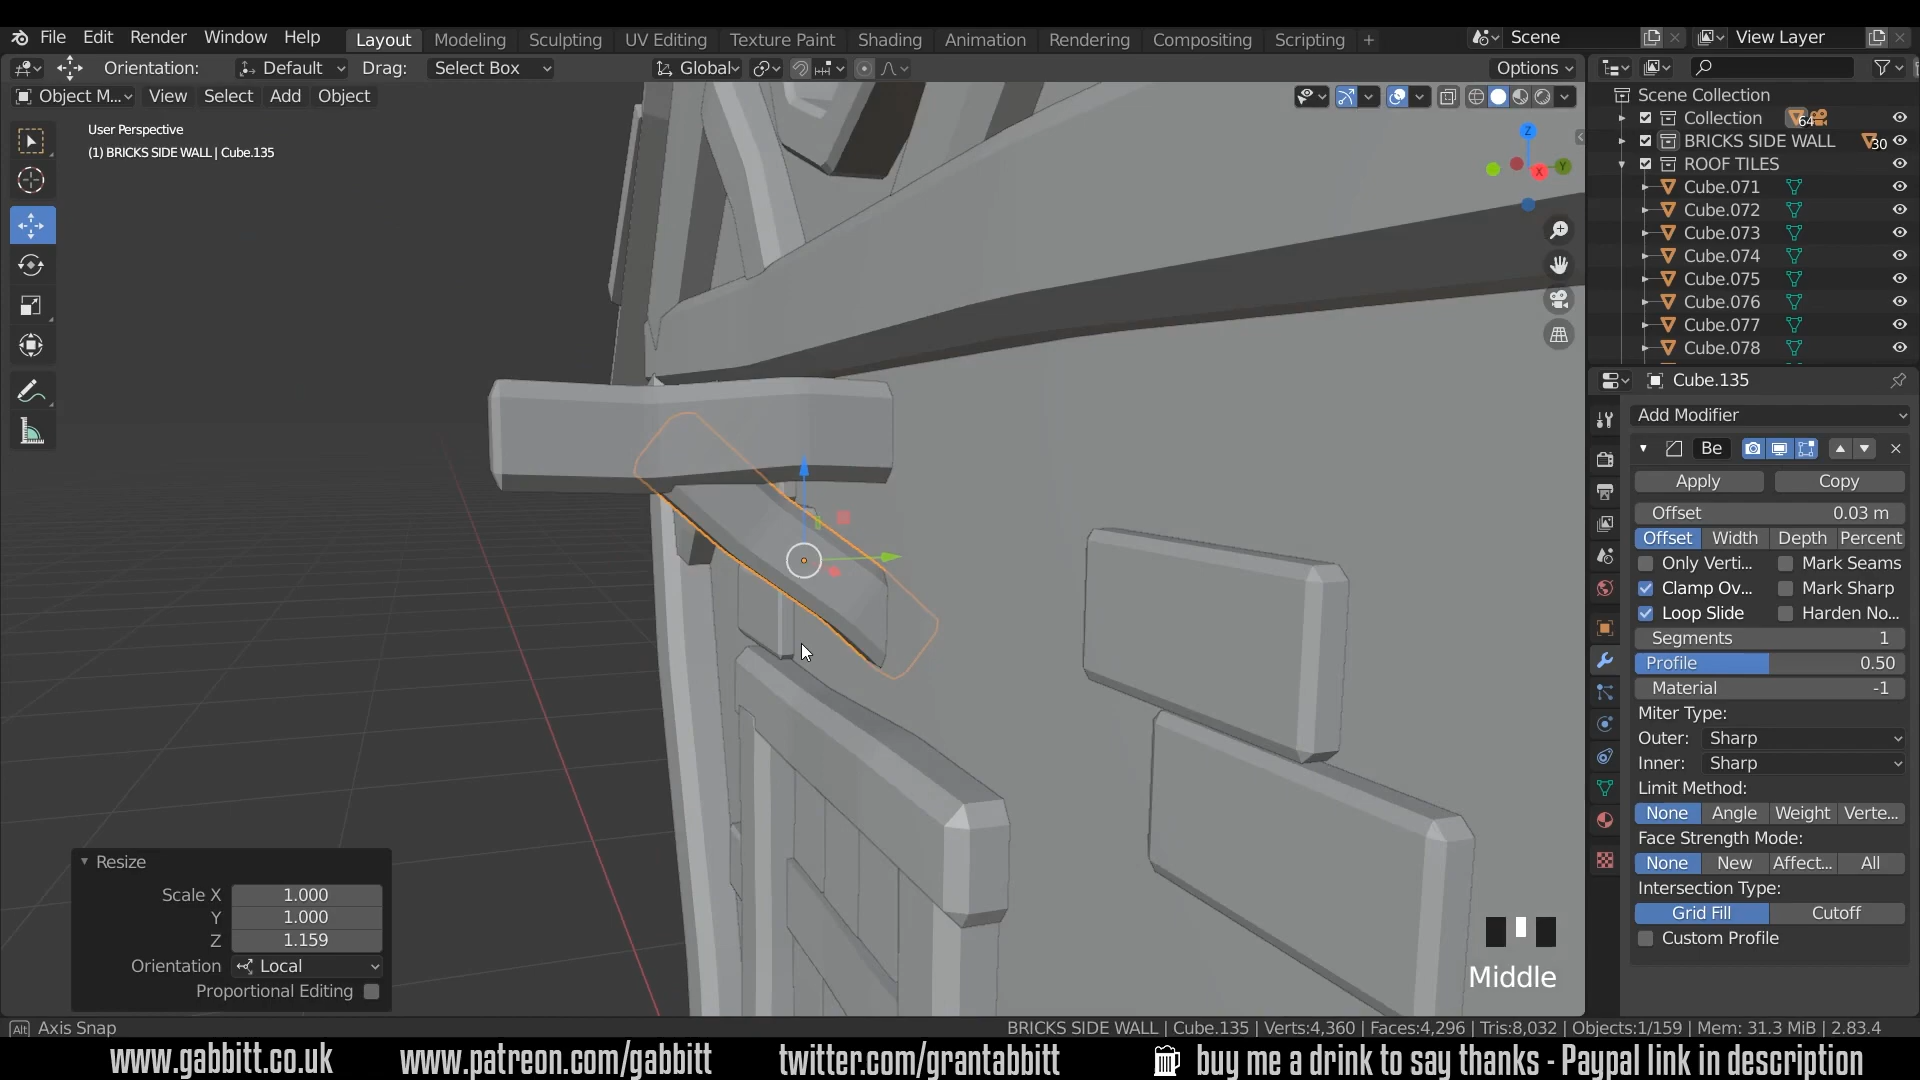 File Edit Render Window Help Layout Modeling Sculpting UV Editing Texture Paint Shading Animation Rendering Compositing Scripting + Scene View Layer
Orientation: Default Drag: Select Box Global Options
Object M... View Select Add Object
User Perspective
(1) BRICKS SIDE WALL | Cube.135
Z
Y
X
Scene Collection
Collection 64
BRICKS SIDE WALL 30
ROOF TILES
Cube.071
Cube.072
Cube.073
Cube.074
Cube.075
Cube.076
Cube.077
Cube.078
Cube.135
Add Modifier
Be
Apply Copy
Offset 0.03 m
Offset Width Depth Percent
Only Verti... Mark Seams
Clamp Ov... Mark Sharp
Loop Slide Harden No...
Segments 1
Profile 0.50
Material -1
Miter Type:
Outer: Sharp
Inner: Sharp
Limit Method:
None Angle Weight Verte...
Face Strength Mode:
None New Affect... All
Intersection Type:
Grid Fill Cutoff
Custom Profile
Resize
Scale X 1.000
Y 1.000
Z 1.159
Orientation Local
Proportional Editing
Middle
Alt Axis Snap
BRICKS SIDE WALL | Cube.135 | Verts:4,360 | Faces:4,296 | Tris:8,032 | Objects:1/159 | Mem: 31.3 MiB | 2.83.4
www.gabbitt.co.uk www.patreon.com/gabbitt twitter.com/grantabbitt buy me a drink to say thanks - Paypal link in description